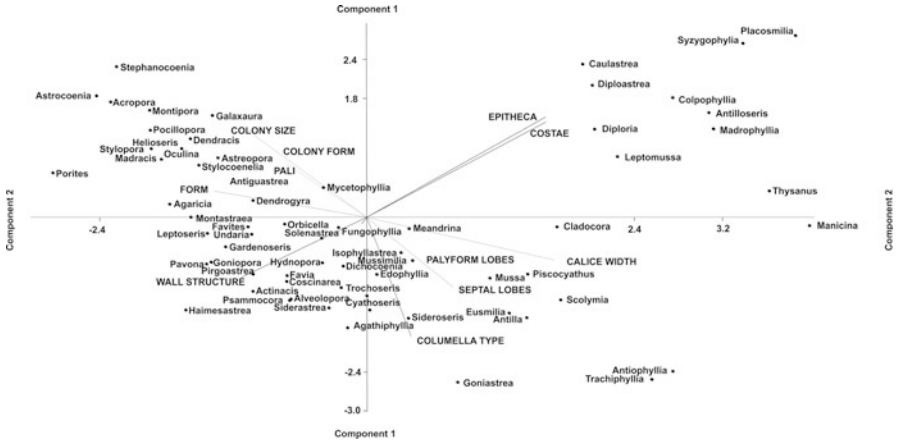 Component 1
Placosmilia
Syzygophylia
2.4
Caulastrea
Stephanocoenia
Diploastrea
Astrocoenia
Acropora
1.8
Colpophyllia
Montipora
Galaxaura
EPITHECA
Antilloseris
Pocillopora
COLONY SIZE
COSTAE
Diploria
Madrophyllia
Helioseris
Dendracis
Stylopora
Oculina
COLONY FORM
Madracis
Astreopora
Leptomussa
Stylocoenelia
PALI
Porites
Antiguastrea
FORM
Mycetophyllia
Thysanus
Agaricia
Dendrogyra
Component 2
Component 2
-2.4
Montastraea
2.4
3.2
Favites
Orbicella
Fungophyllia
Meandrina
Cladocora
Manicina
Leptoseris
Undaria
Solenastrea
Gardenoseris
Isophyllastrea
Mussimilia
PALYFORM LOBES
CALICE WIDTH
Pavona
Goniopora
Hydnopora
Dichocoenia
Pirgoastrea
Favia
Edophyllia
Mussa
Piscocyathus
WALL STRUCTURE
Coscinarea
Trochoseris
SEPTAL LOBES
Actinacis
Psammocora
Alveolopora
Cyathoseris
Scolymia
Haimesastrea
Siderastrea
Sideroseris
Eusmilia
Antilla
Agathiphyllia
COLUMELLA TYPE
-2.4
Goniastrea
Antiophyllia
Trachiphyllia
-3.0
Component 1